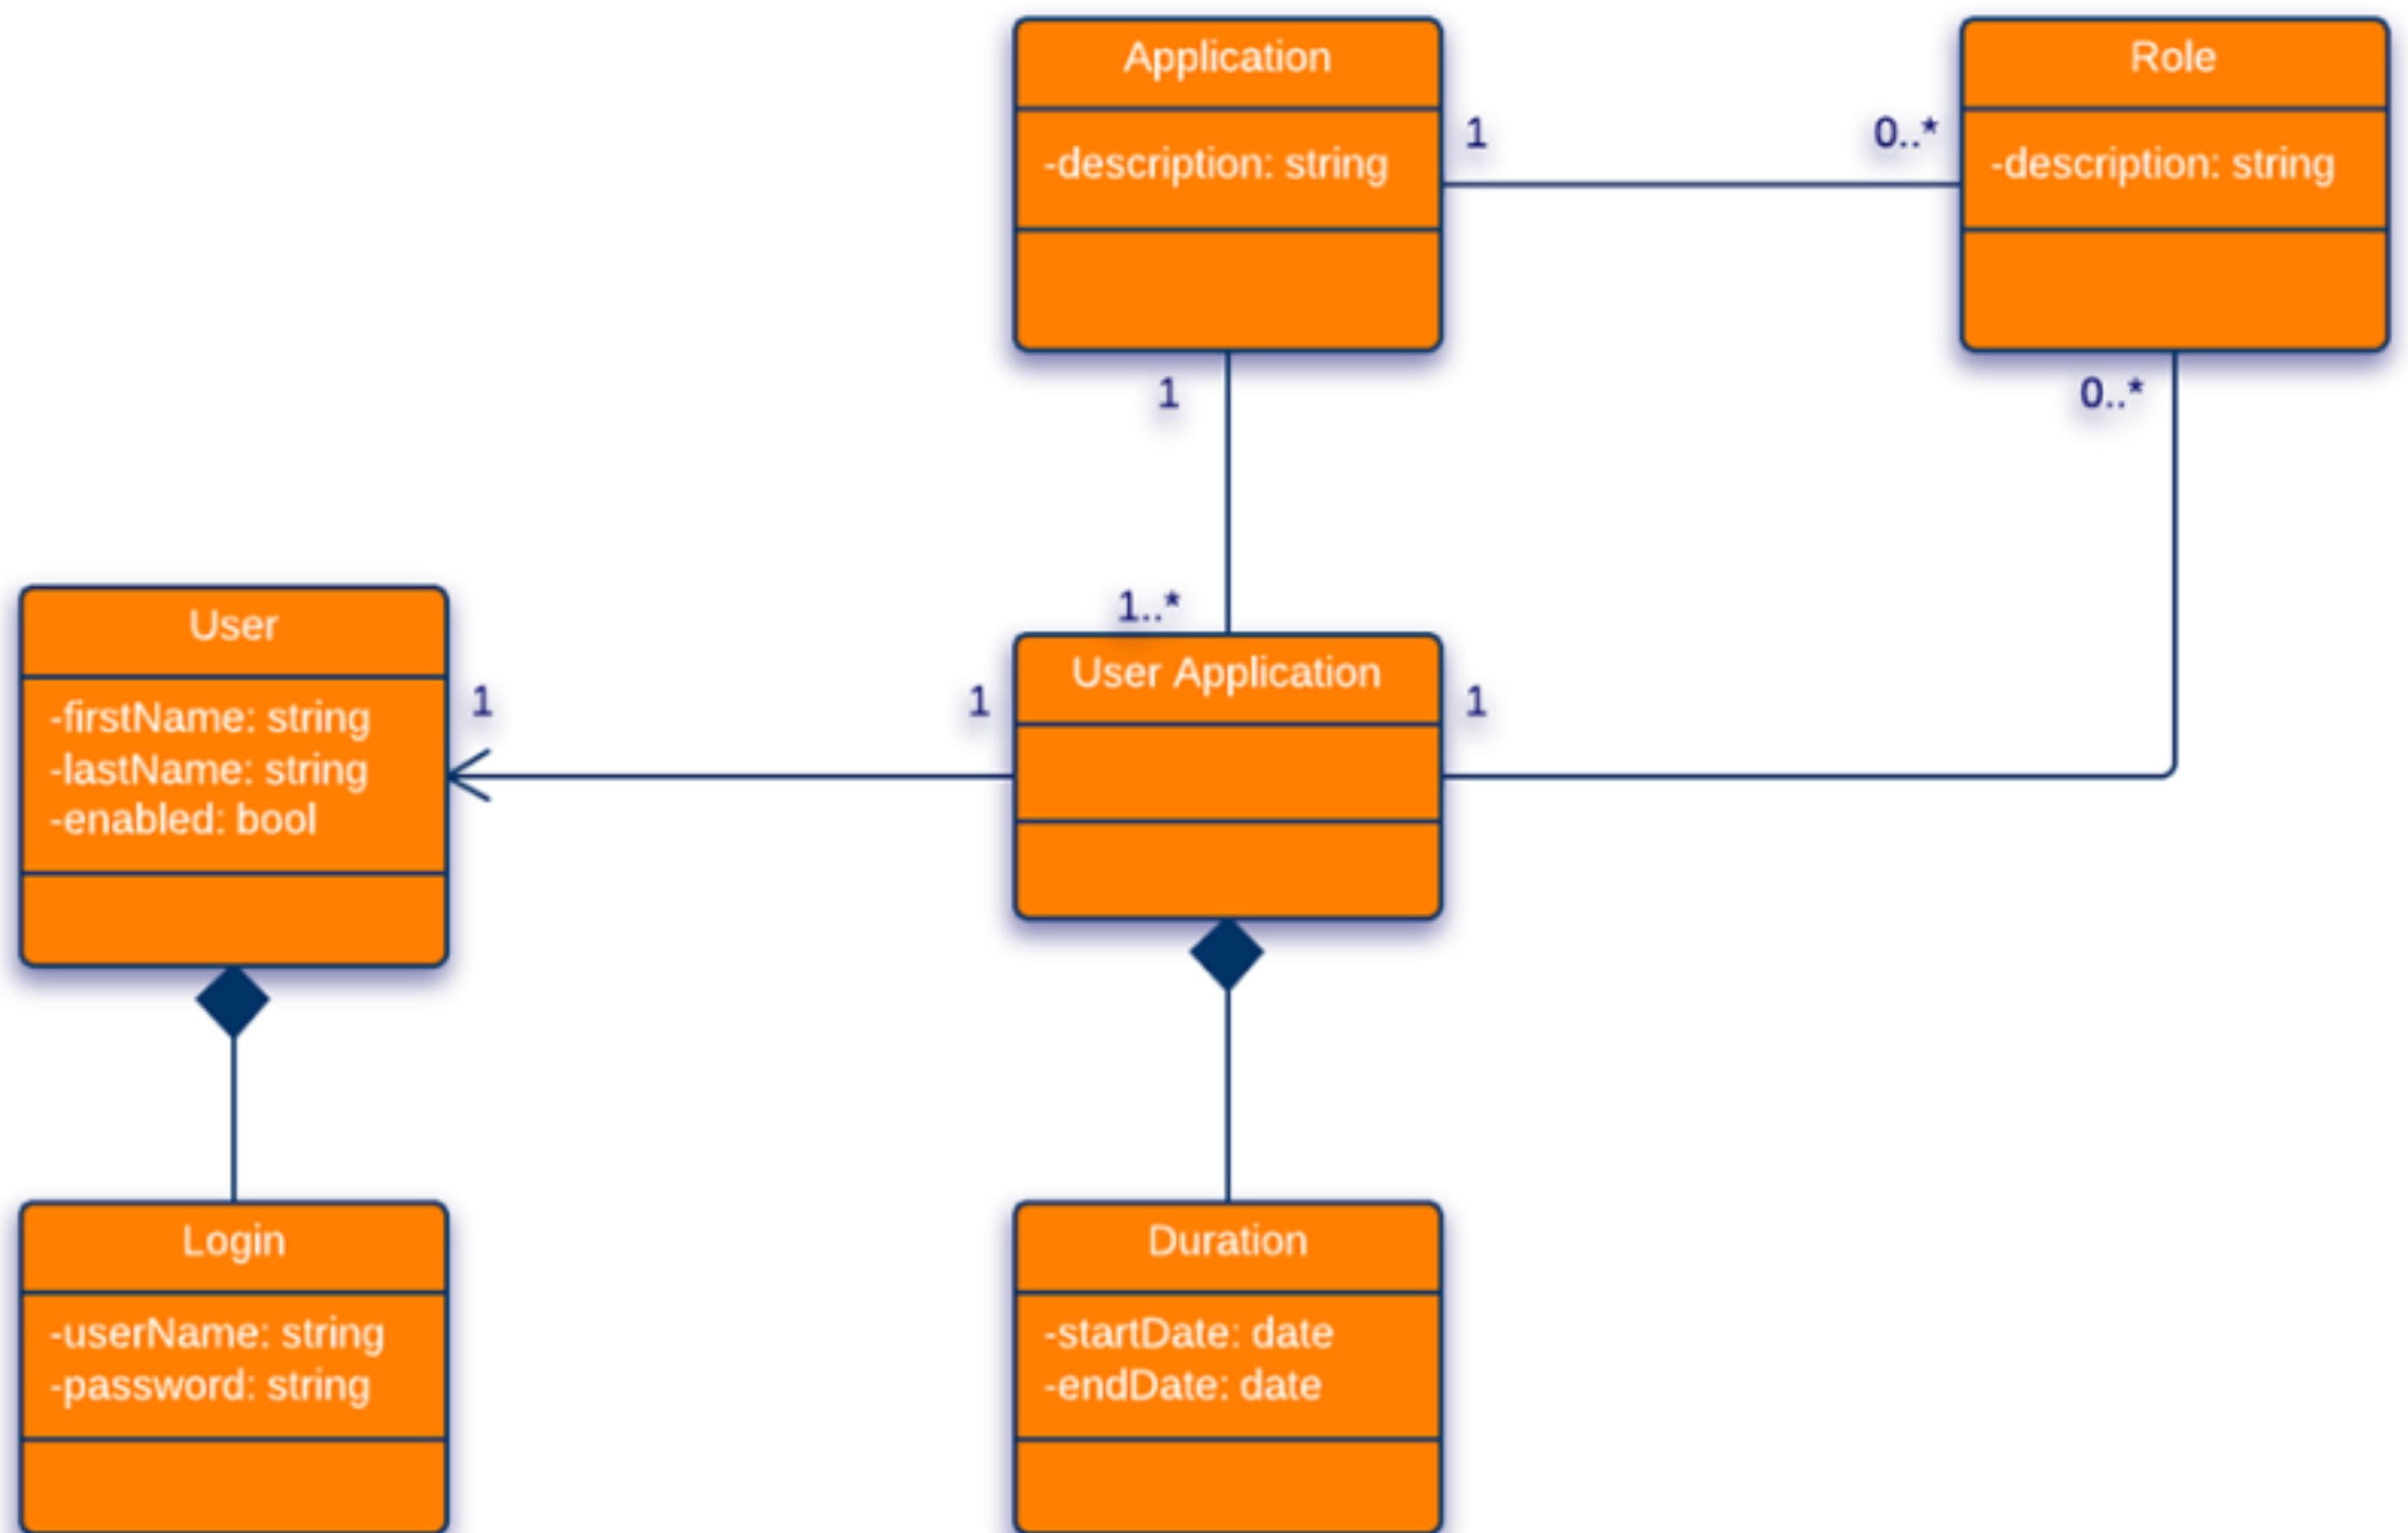 Application
-description: string
Role
-description: string
1
0..*
1
0..*
1..*
User
-firstName: string
-lastName: string
-enabled: bool
1
1
User Application
1
Login
-userName: string
-password: string
Duration
-startDate: date
-endDate: date